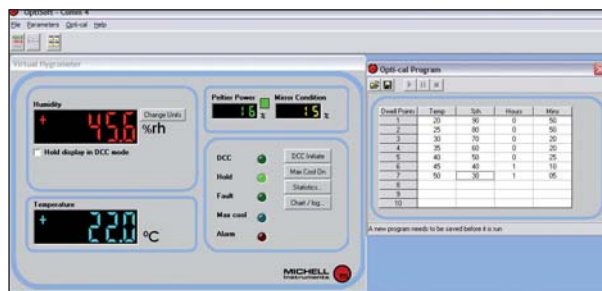 OptiSoft - Comm 4
File Parameters Opti-cal Help
Virtual Hygrometer
Humidity
+ 45.6 %rh
Change Units
Hold display in DCC mode
Temperature
+ 22.0 °C
Peltier Power Mirror Condition
16 % 15 %
DCC
Hold
Fault
Max cool
Alarm
DCC Initiate
Max Cool On
Statistics...
Chart / log...
MICHELL
Instruments
Opti-cal Program
Dwell Points Temp %rh Hours Mins
1 20 90 0 50
2 25 80 0 50
3 30 70 0 20
4 35 60 0 20
5 40 50 0 25
6 45 40 1 10
7 50 30 1 05
8
9
10
A new program needs to be saved before it is run